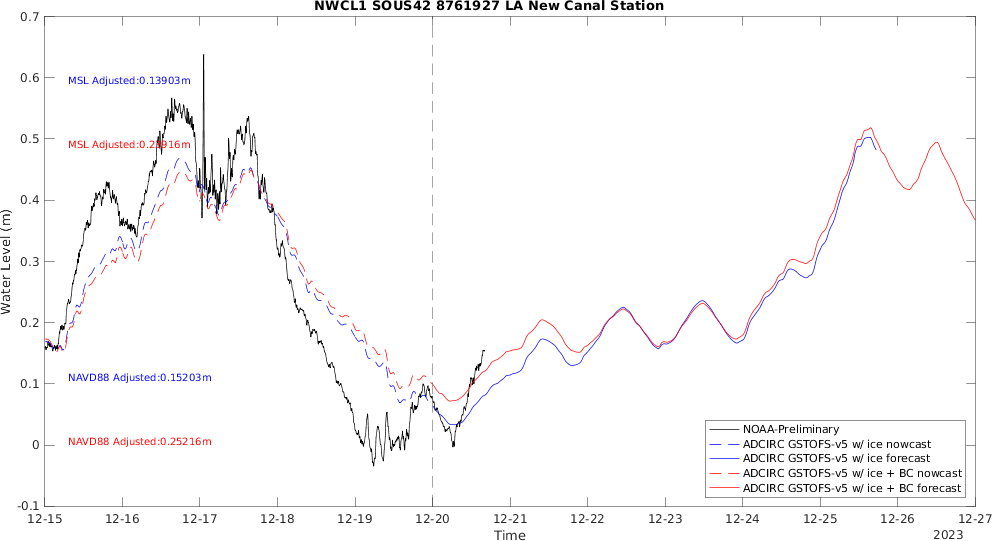 NWCL1 SOUS42 8761927 LA New Canal Station
0.7
0.6
0.5
0.4
0.3
0.2
0.1
0
-0.1
Water Level (m)
MSL Adjusted:0.13903m
MSL Adjusted:0.23916m
NAVD88 Adjusted:0.15203m
NAVD88 Adjusted:0.25216m
NOAA-Preliminary
ADCIRC GSTOFS-v5 w/ ice nowcast
ADCIRC GSTOFS-v5 w/ ice forecast
ADCIRC GSTOFS-v5 w/ ice + BC nowcast
ADCIRC GSTOFS-v5 w/ ice + BC forecast
12-15 12-16 12-17 12-18 12-19 12-20 12-21 12-22 12-23 12-24 12-25 12-26 12-27
Time
2023